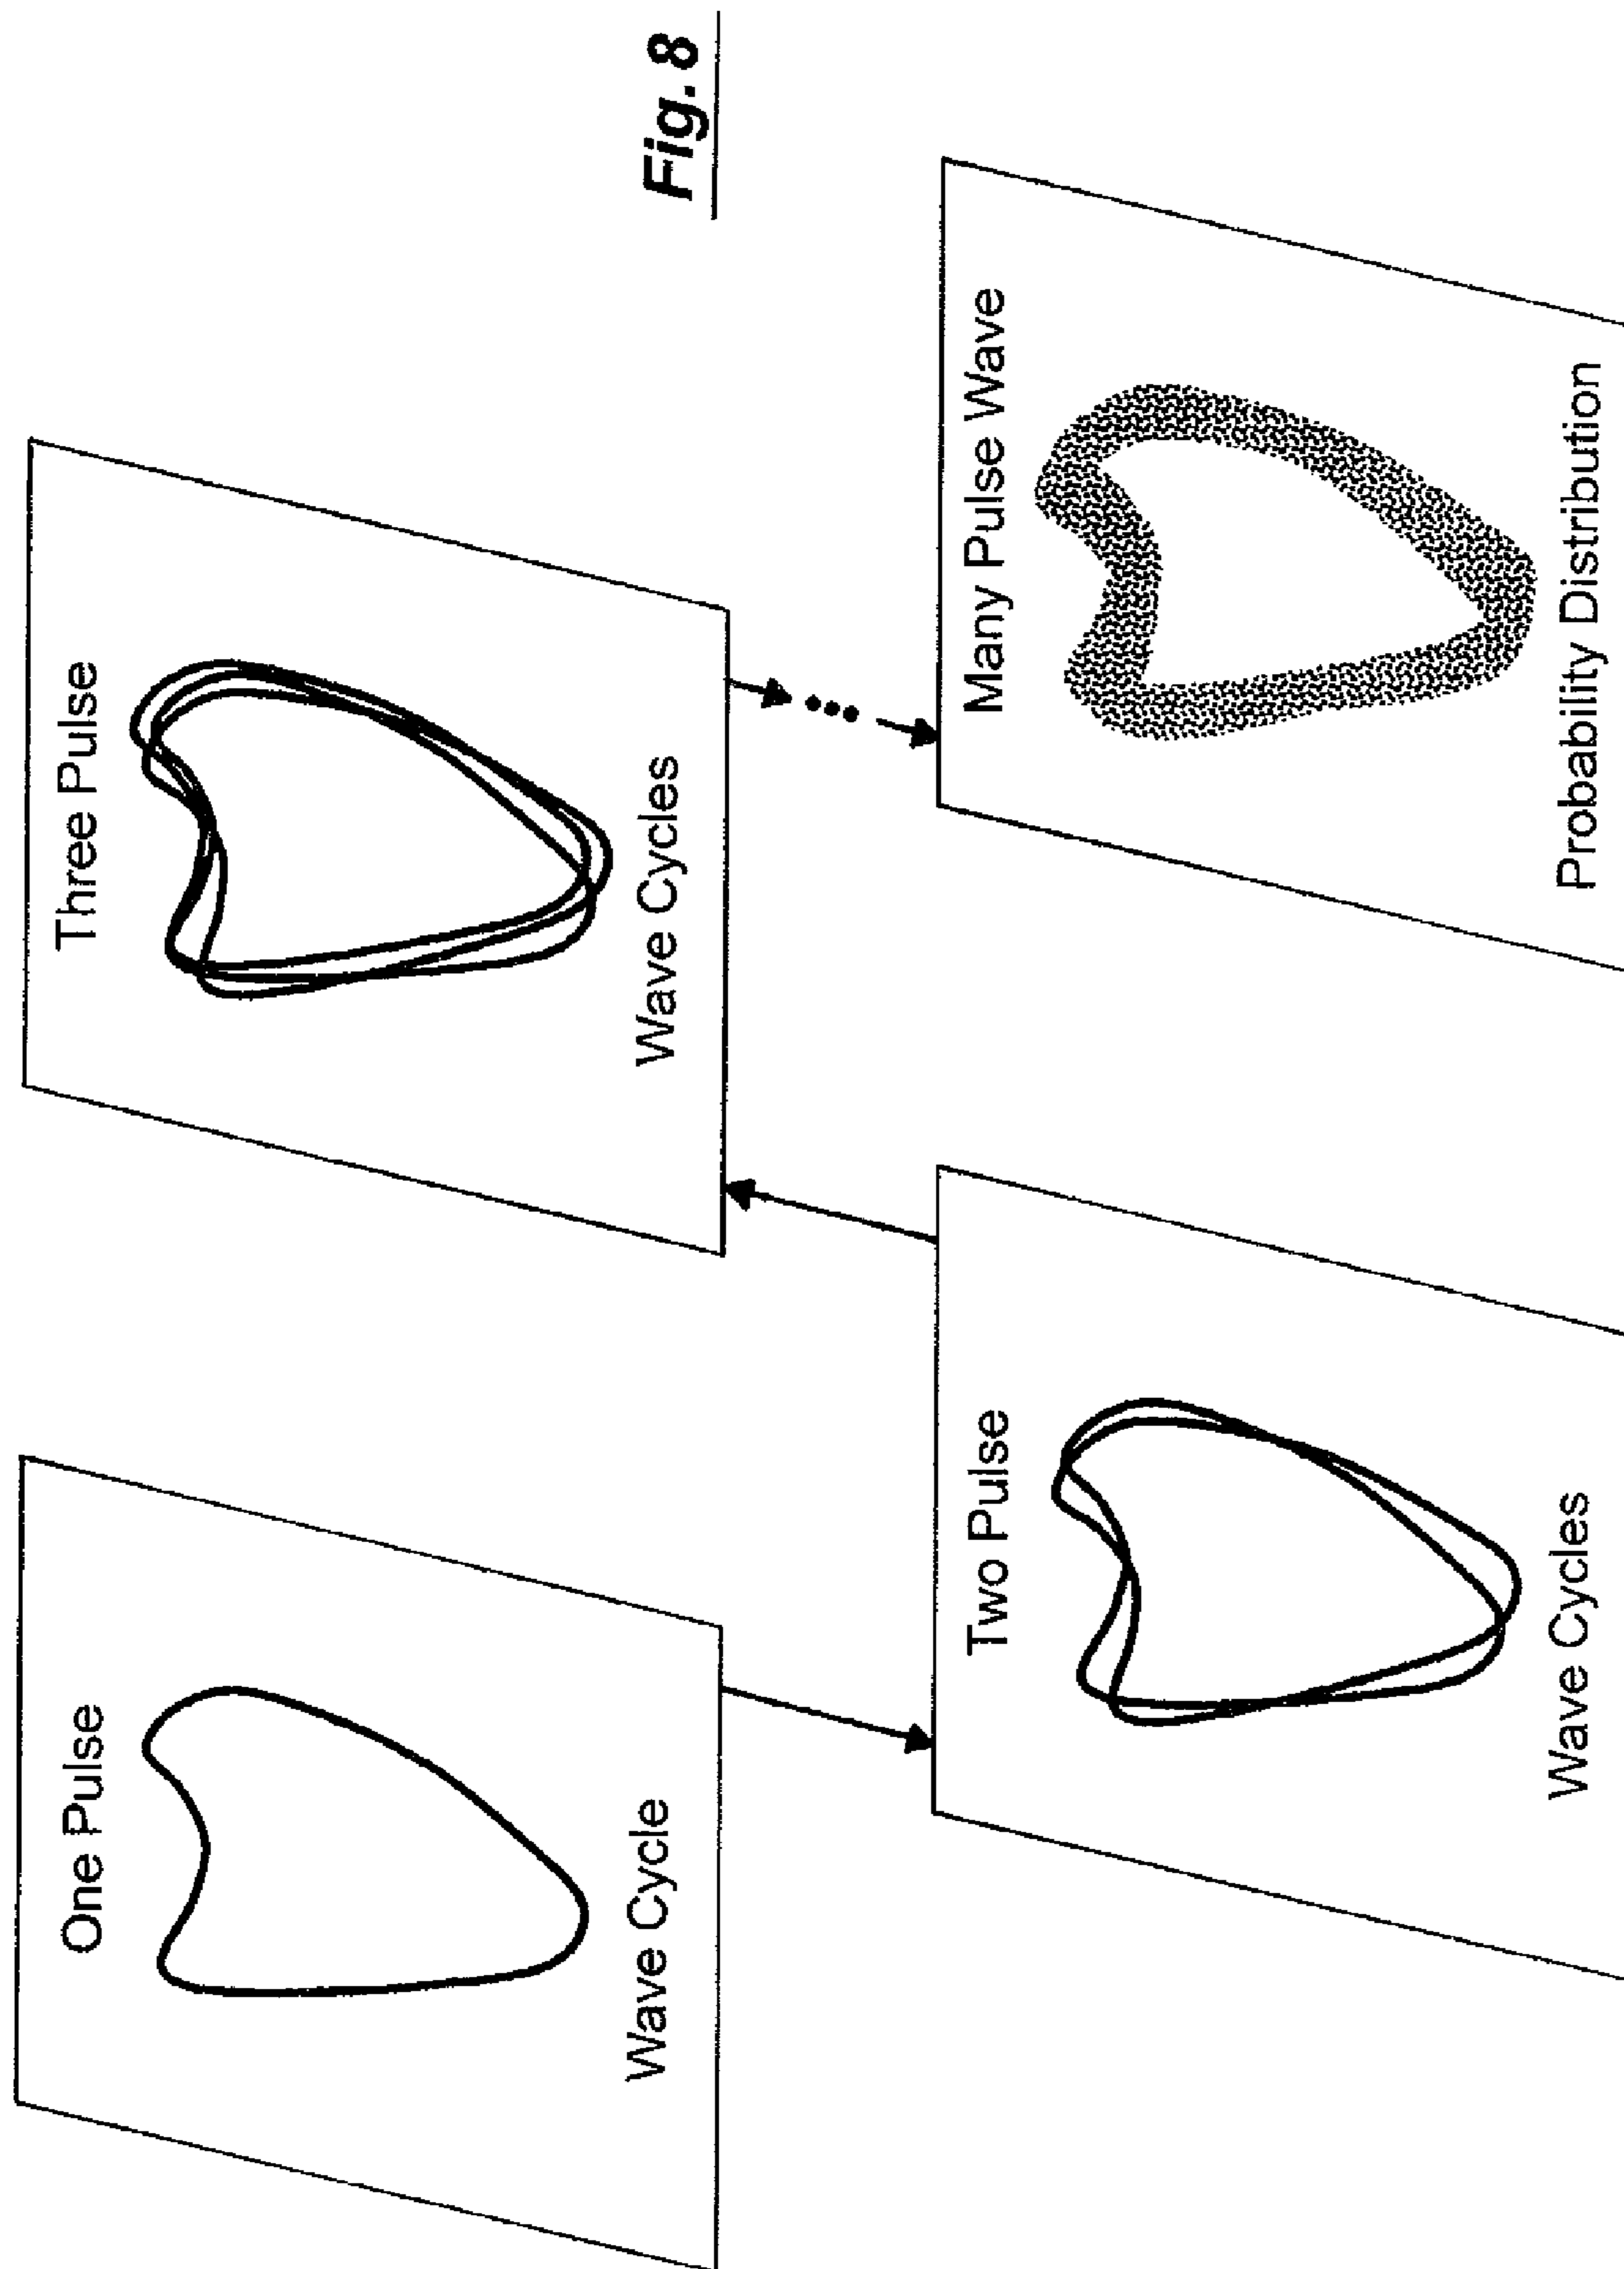 One Pulse
Wave Cycle
Two Pulse
Wave Cycles
Three Pulse
Wave Cycles
Many Pulse Wave
Probability Distribution
Fig. 8